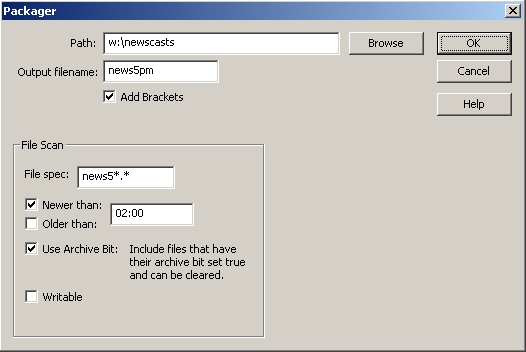 Packager
Path: w:\newscasts Browse OK
Output filename: news5pm Cancel
Add Brackets
Help
File Scan
File spec: news5*.*
Newer than: 02:00
Older than:
Use Archive Bit: Include files that have
their archive bit set true
and can be cleared.
Writable